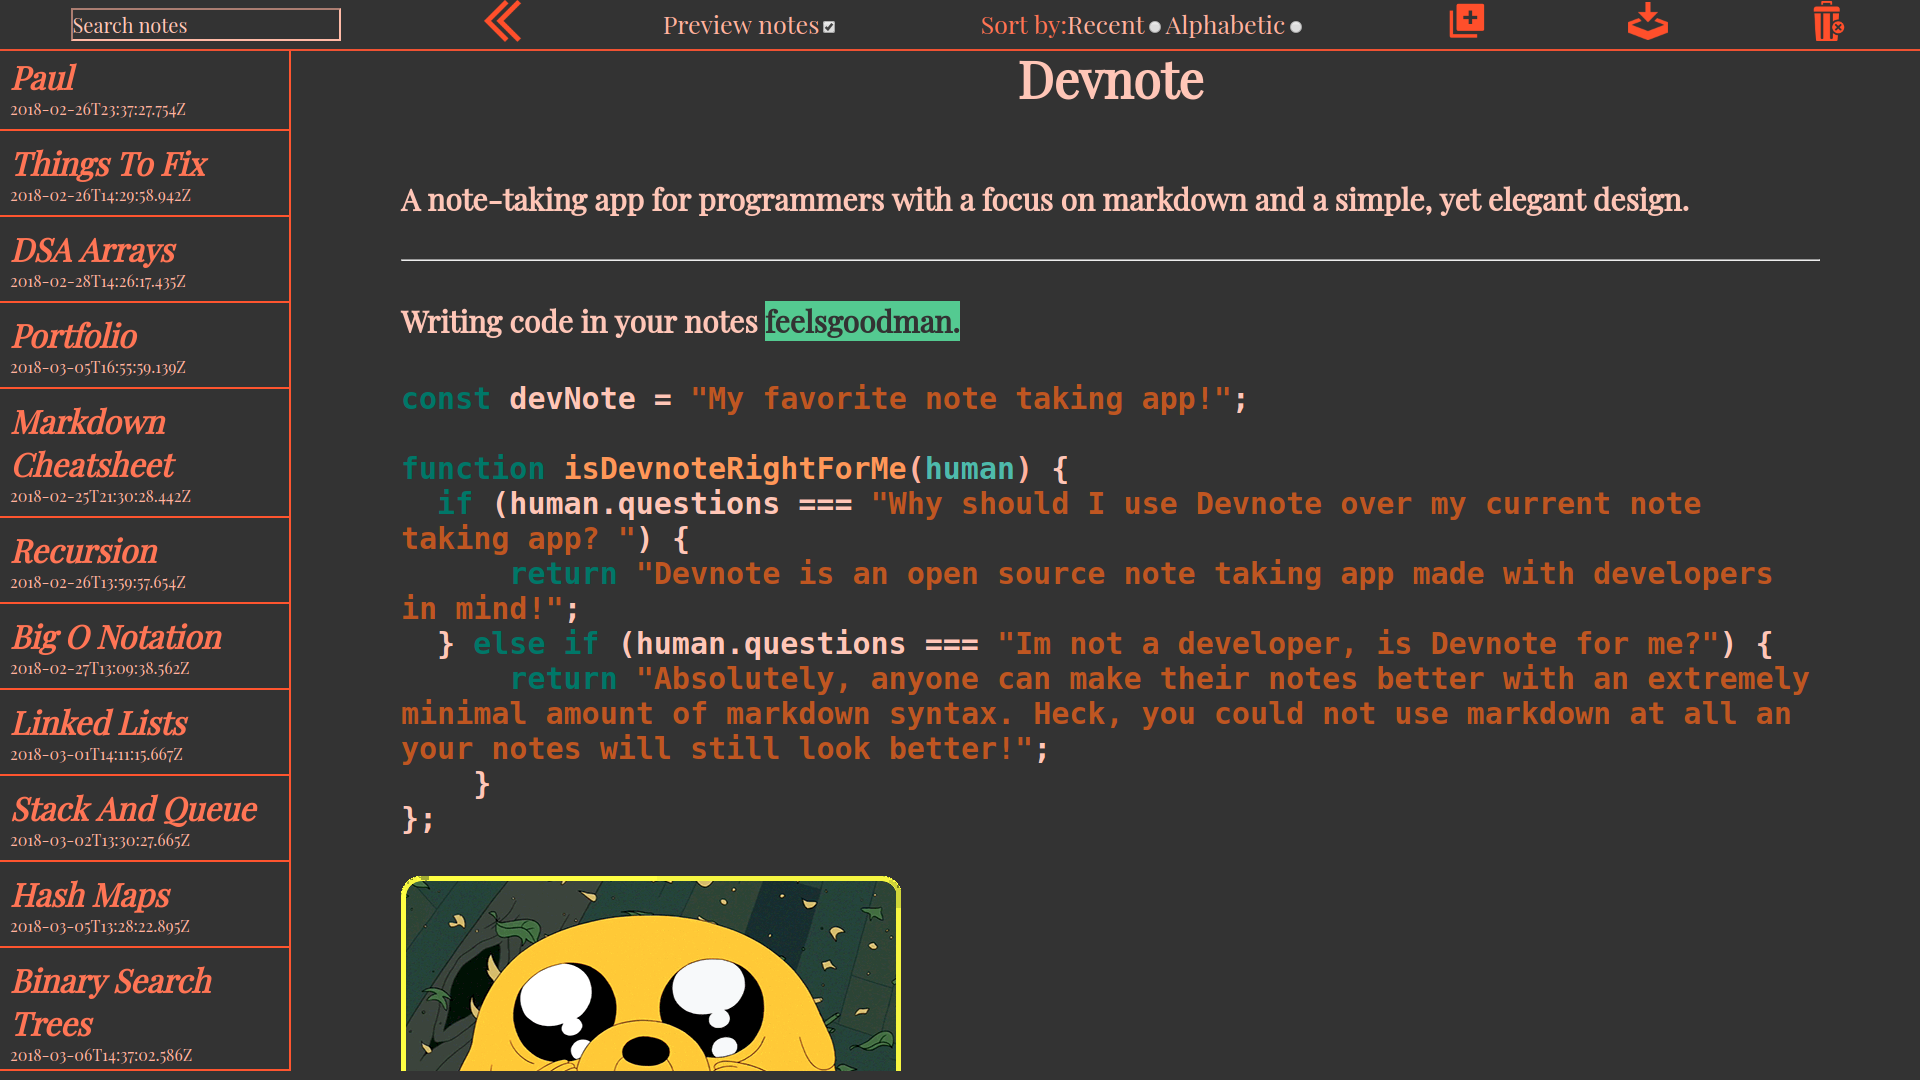 Search notes
Preview notes
Sort by:Recent Alphabetic
Paul
2018-02-26T23:37:27.754Z
Things To Fix
2018-02-26T14:29:58.942Z
DSA Arrays
2018-02-28T14:26:17.435Z
Portfolio
2018-03-05T16:55:59.139Z
Markdown
Cheatsheet
2018-02-25T21:30:28.442Z
Recursion
2018-02-26T13:59:57.654Z
Big O Notation
2018-02-27T13:09:38.562Z
Linked Lists
2018-03-01T14:11:15.667Z
Stack And Queue
2018-03-02T13:30:27.665Z
Hash Maps
2018-03-05T13:28:22.895Z
Binary Search
Trees
2018-03-06T14:37:02.586Z
Devnote
A note-taking app for programmers with a focus on markdown and a simple, yet elegant design.
Writing code in your notes feelsgoodman.
const devNote = "My favorite note taking app!";
function isDevnoteRightForMe(human) {
  if (human.questions === "Why should I use Devnote over my current note
taking app? ") {
      return "Devnote is an open source note taking app made with developers
in mind!";
  } else if (human.questions === "Im not a developer, is Devnote for me?") {
      return "Absolutely, anyone can make their notes better with an extremely
minimal amount of markdown syntax. Heck, you could not use markdown at all an
your notes will still look better!";
    }
};